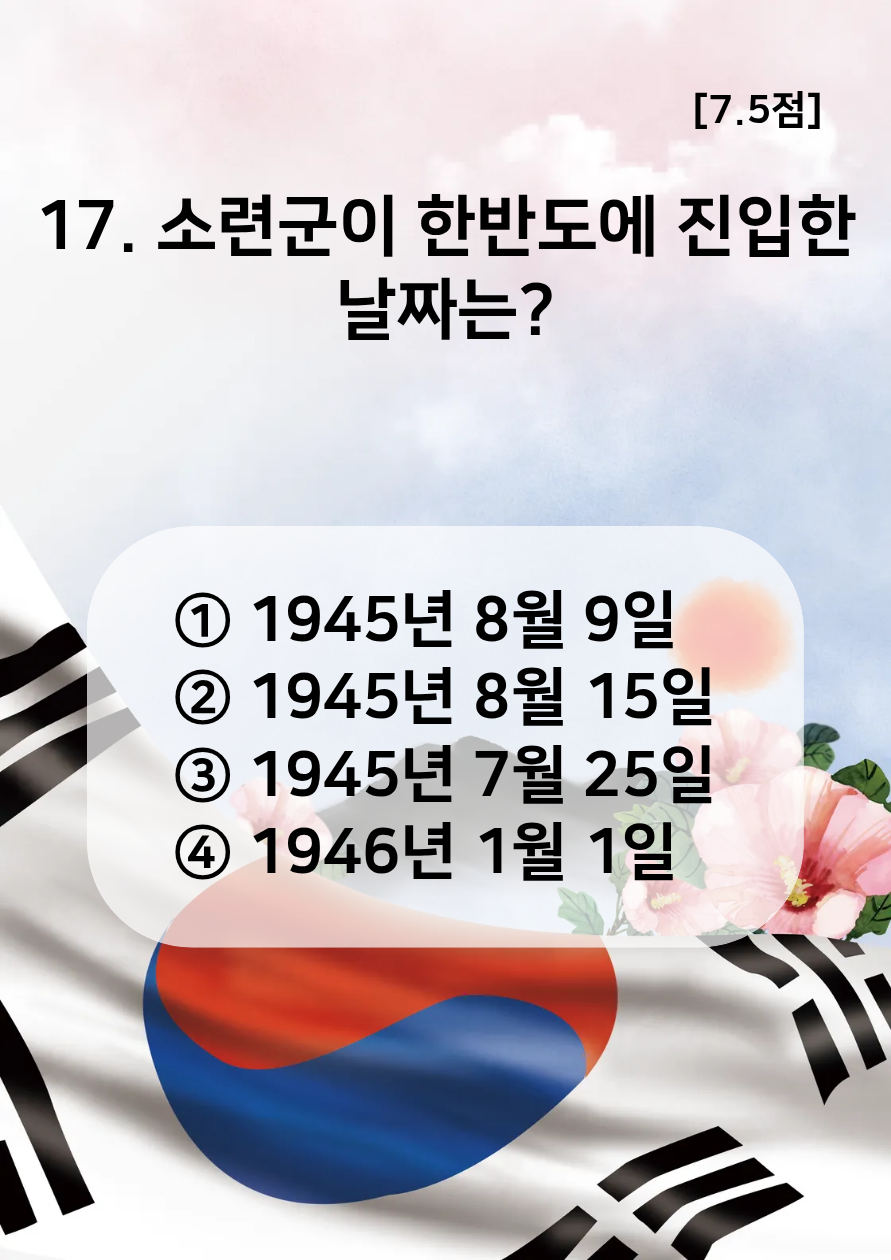 [7.5점]
17. 소련군이 한반도에 진입한
날짜는?
① 1945년 8월 9일
② 1945년 8월 15일
③ 1945년 7월 25일
④ 1946년 1월 1일